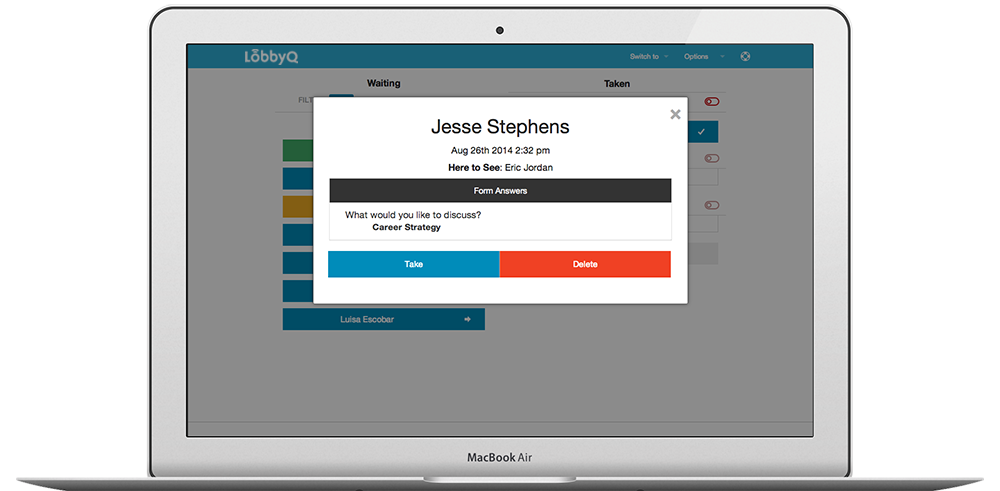 LobbyQ
Switch to
Options
Waiting
Taken
FILT
Jesse Stephens
Aug 26th 2014 2:32 pm
Here to See: Eric Jordan
Form Answers
What would you like to discuss?
Career Strategy
Take
Delete
Luisa Escobar
MacBook Air